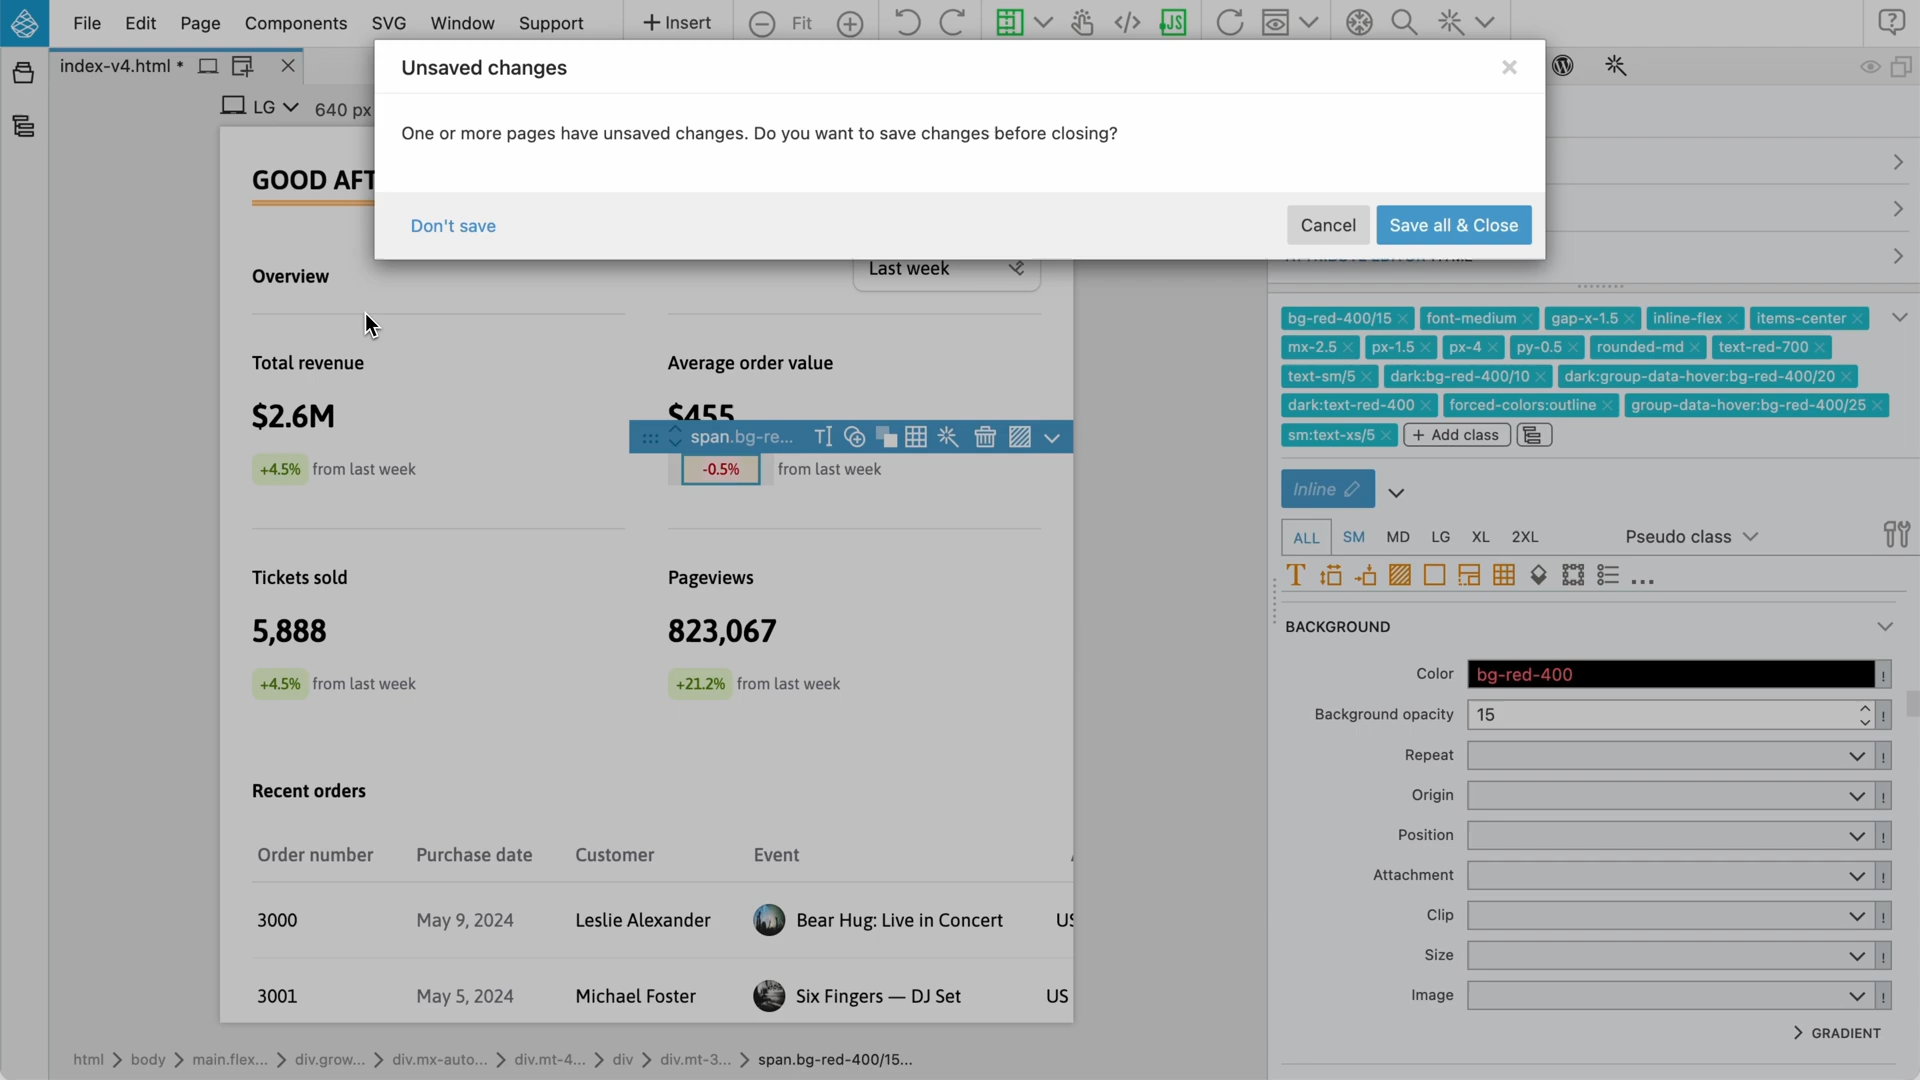 File Edit Page Components SVG Window Support + Insert Fit JS
index-v4.html *
LG 640 px
Unsaved changes
One or more pages have unsaved changes. Do you want to save changes before closing?
Don't save Cancel Save all & Close
GOOD AFT
Overview Last week
Total revenue Average order value
$2.6M $455
span.bg-re...
+4.5% from last week -0.5% from last week
Tickets sold Pageviews
5,888 823,067
+4.5% from last week +21.2% from last week
Recent orders
Order number Purchase date Customer Event
3000 May 9, 2024 Leslie Alexander Bear Hug: Live in Concert US
3001 May 5, 2024 Michael Foster Six Fingers — DJ Set US
html body main.flex... div.grow... div.mx-auto... div.mt-4... div div.mt-3... span.bg-red-400/15...
bg-red-400/15 font-medium gap-x-1.5 inline-flex items-center
mx-2.5 px-1.5 px-4 py-0.5 rounded-md text-red-700
text-sm/5 dark:bg-red-400/10 dark:group-data-hover:bg-red-400/20
dark:text-red-400 forced-colors:outline group-data-hover:bg-red-400/25
sm:text-xs/5 + Add class
Inline
ALL SM MD LG XL 2XL Pseudo class
BACKGROUND
Color bg-red-400 !
Background opacity 15 !
Repeat !
Origin !
Position !
Attachment !
Clip !
Size !
Image !
GRADIENT